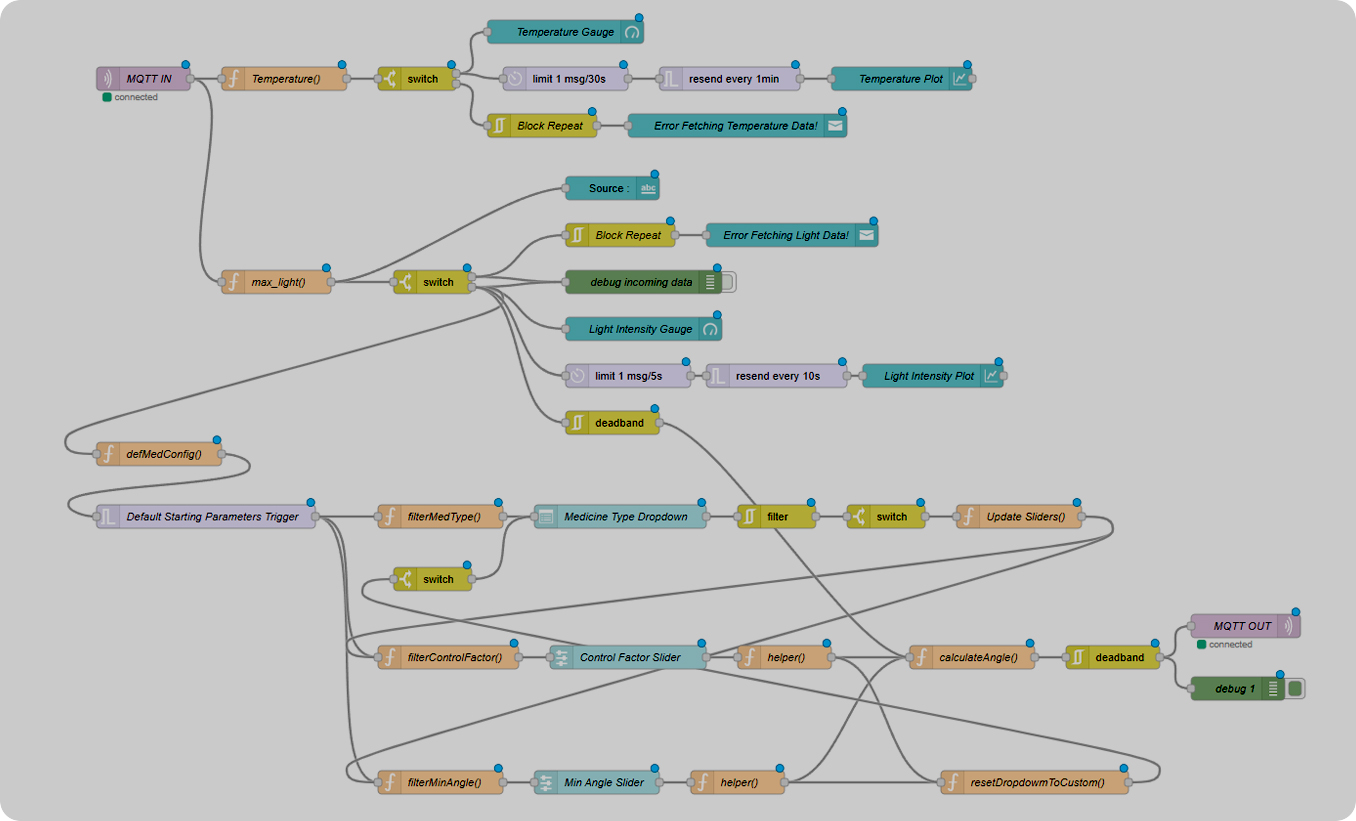 Temperature Gauge
MQTT IN
Temperature()
switch
limit 1 msg/30s
resend every 1min
Temperature Plot
connected
Block Repeat
Error Fetching Temperature Data!
Source :
abc
Block Repeat
Error Fetching Light Data!
max_light()
switch
debug incoming data
Light Intensity Gauge
limit 1 msg/5s
resend every 10s
Light Intensity Plot
deadband
defMedConfig()
Default Starting Parameters Trigger
filterMedType()
Medicine Type Dropdown
filter
switch
Update Sliders()
switch
MQTT OUT
connected
filterControlFactor()
Control Factor Slider
helper()
calculateAngle()
deadband
debug 1
filterMinAngle()
Min Angle Slider
helper()
resetDropdowmToCustom()